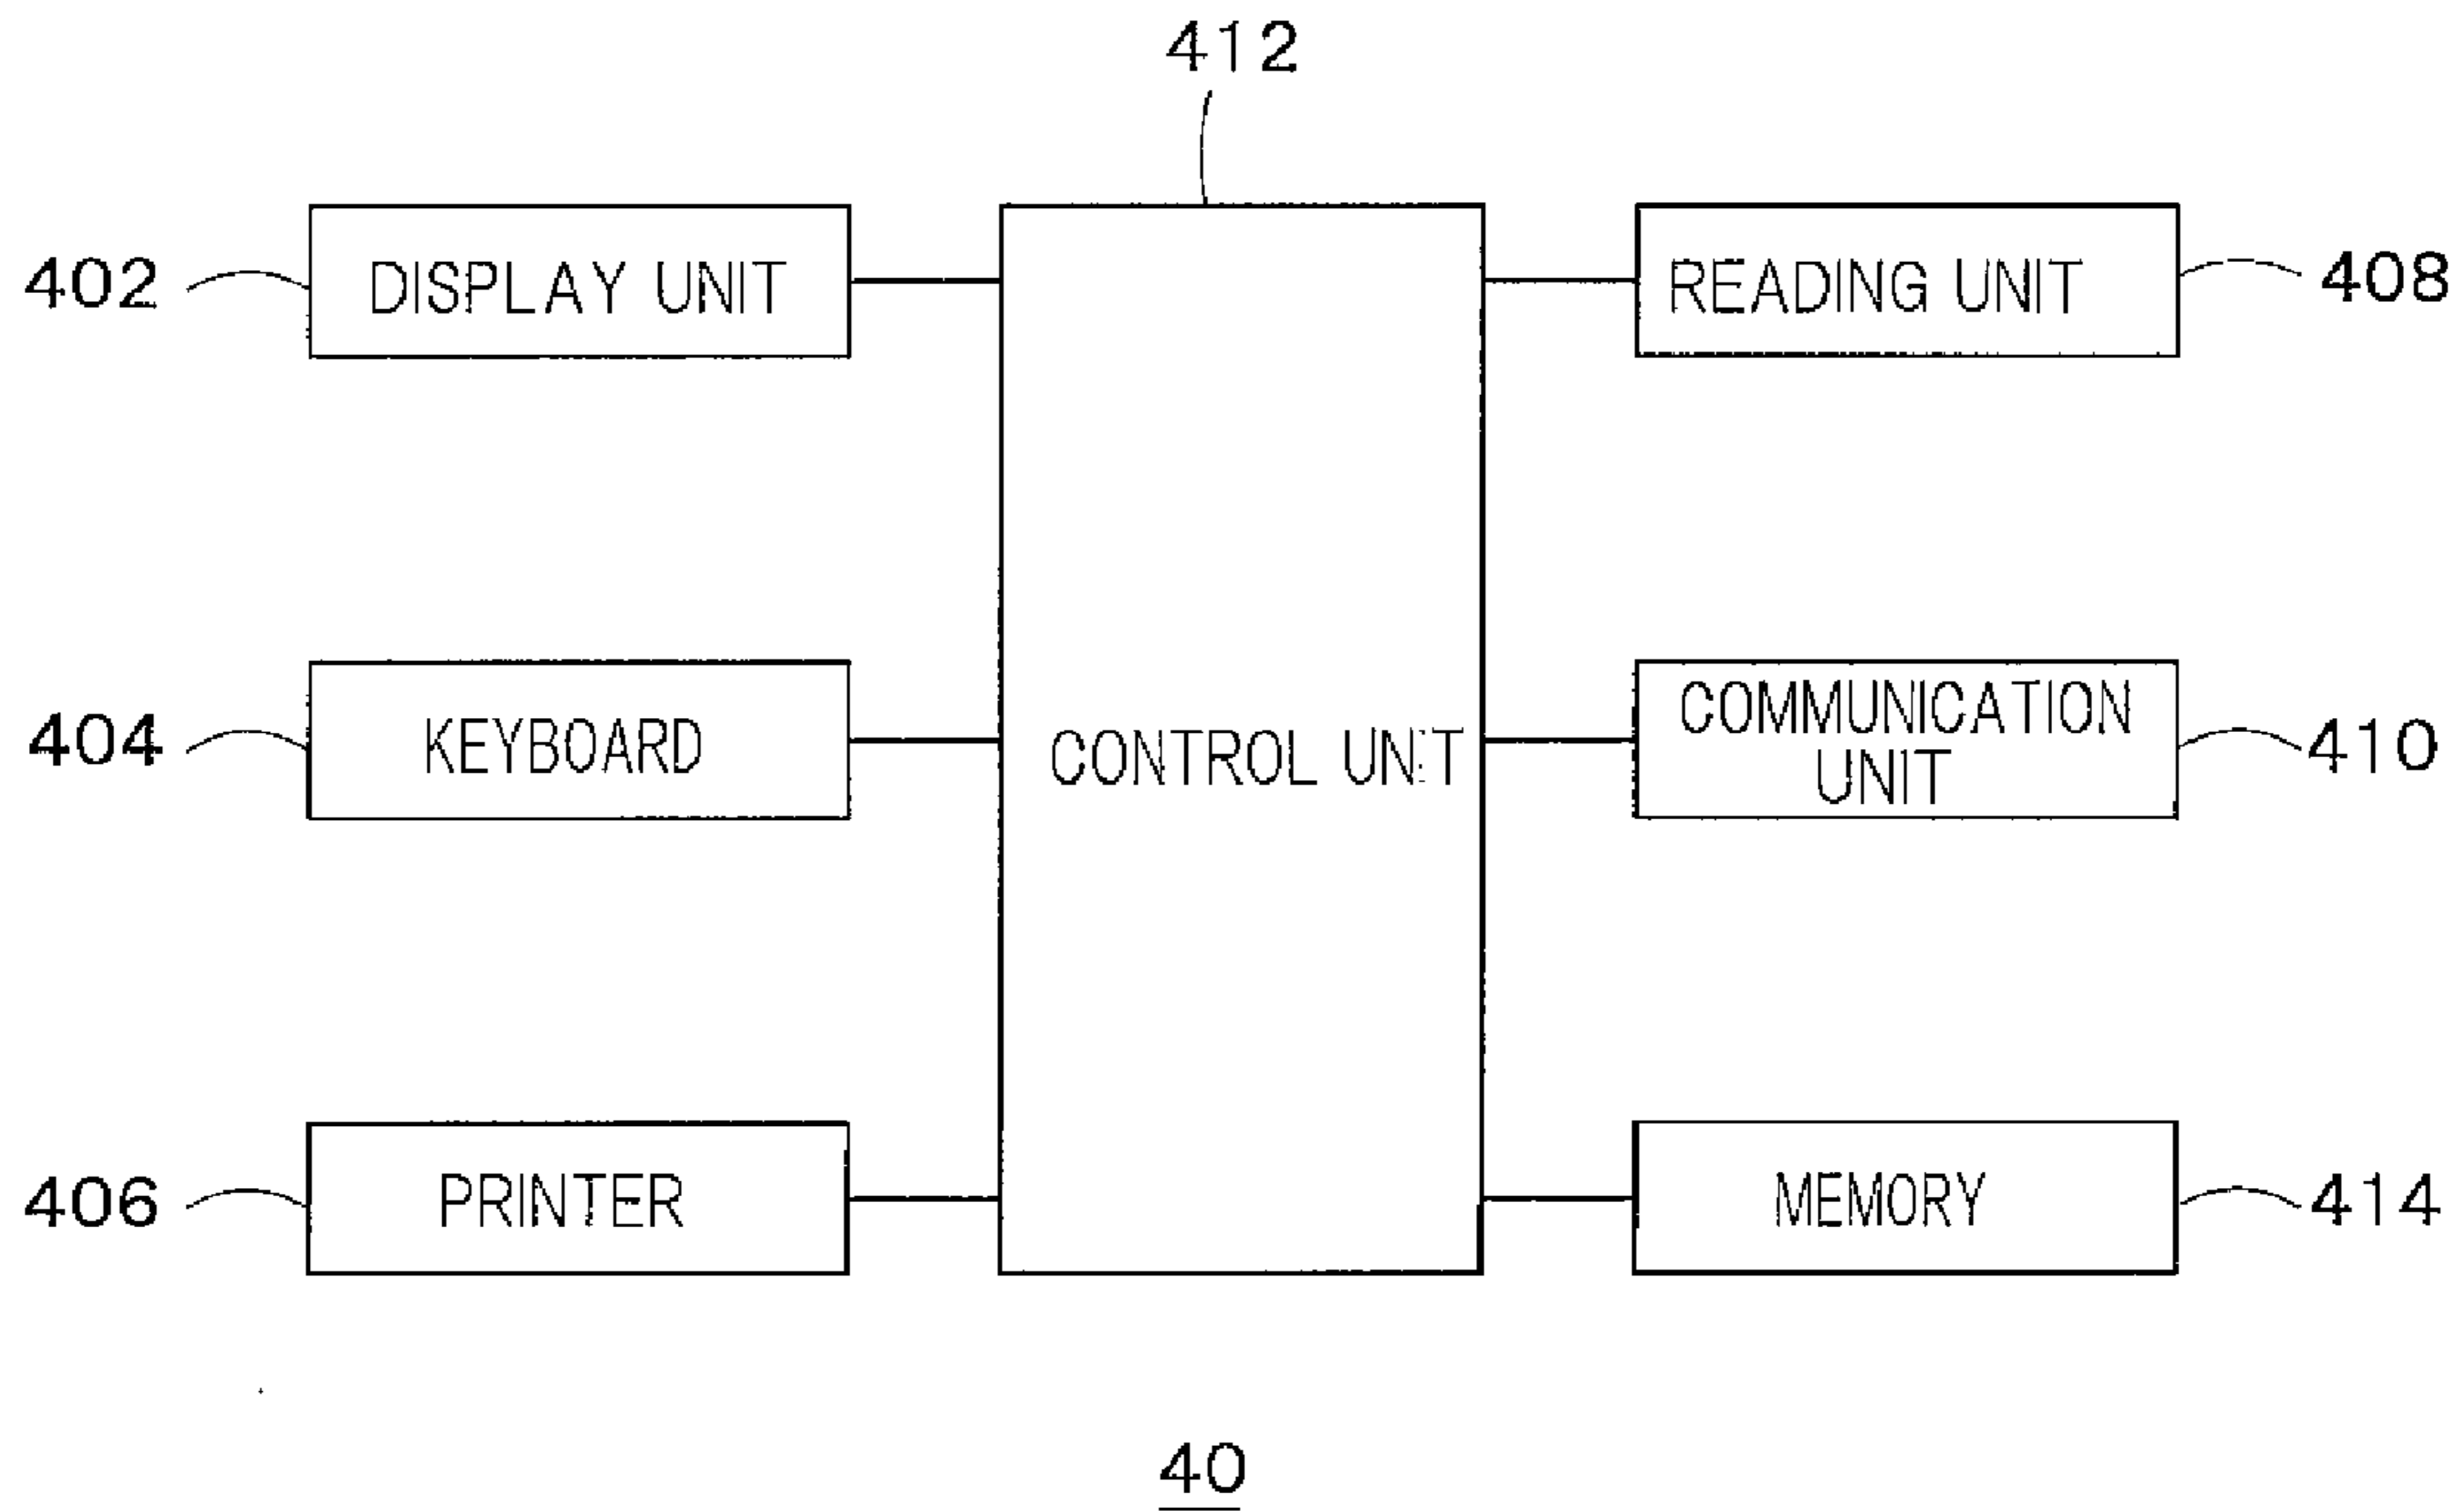 412
402
DISPLAY UNIT
READING UNIT
408
404
KEYBOARD
CONTROL UNIT
COMMUNICATION
UNIT
410
406
PRINTER
MEMORY
414
40